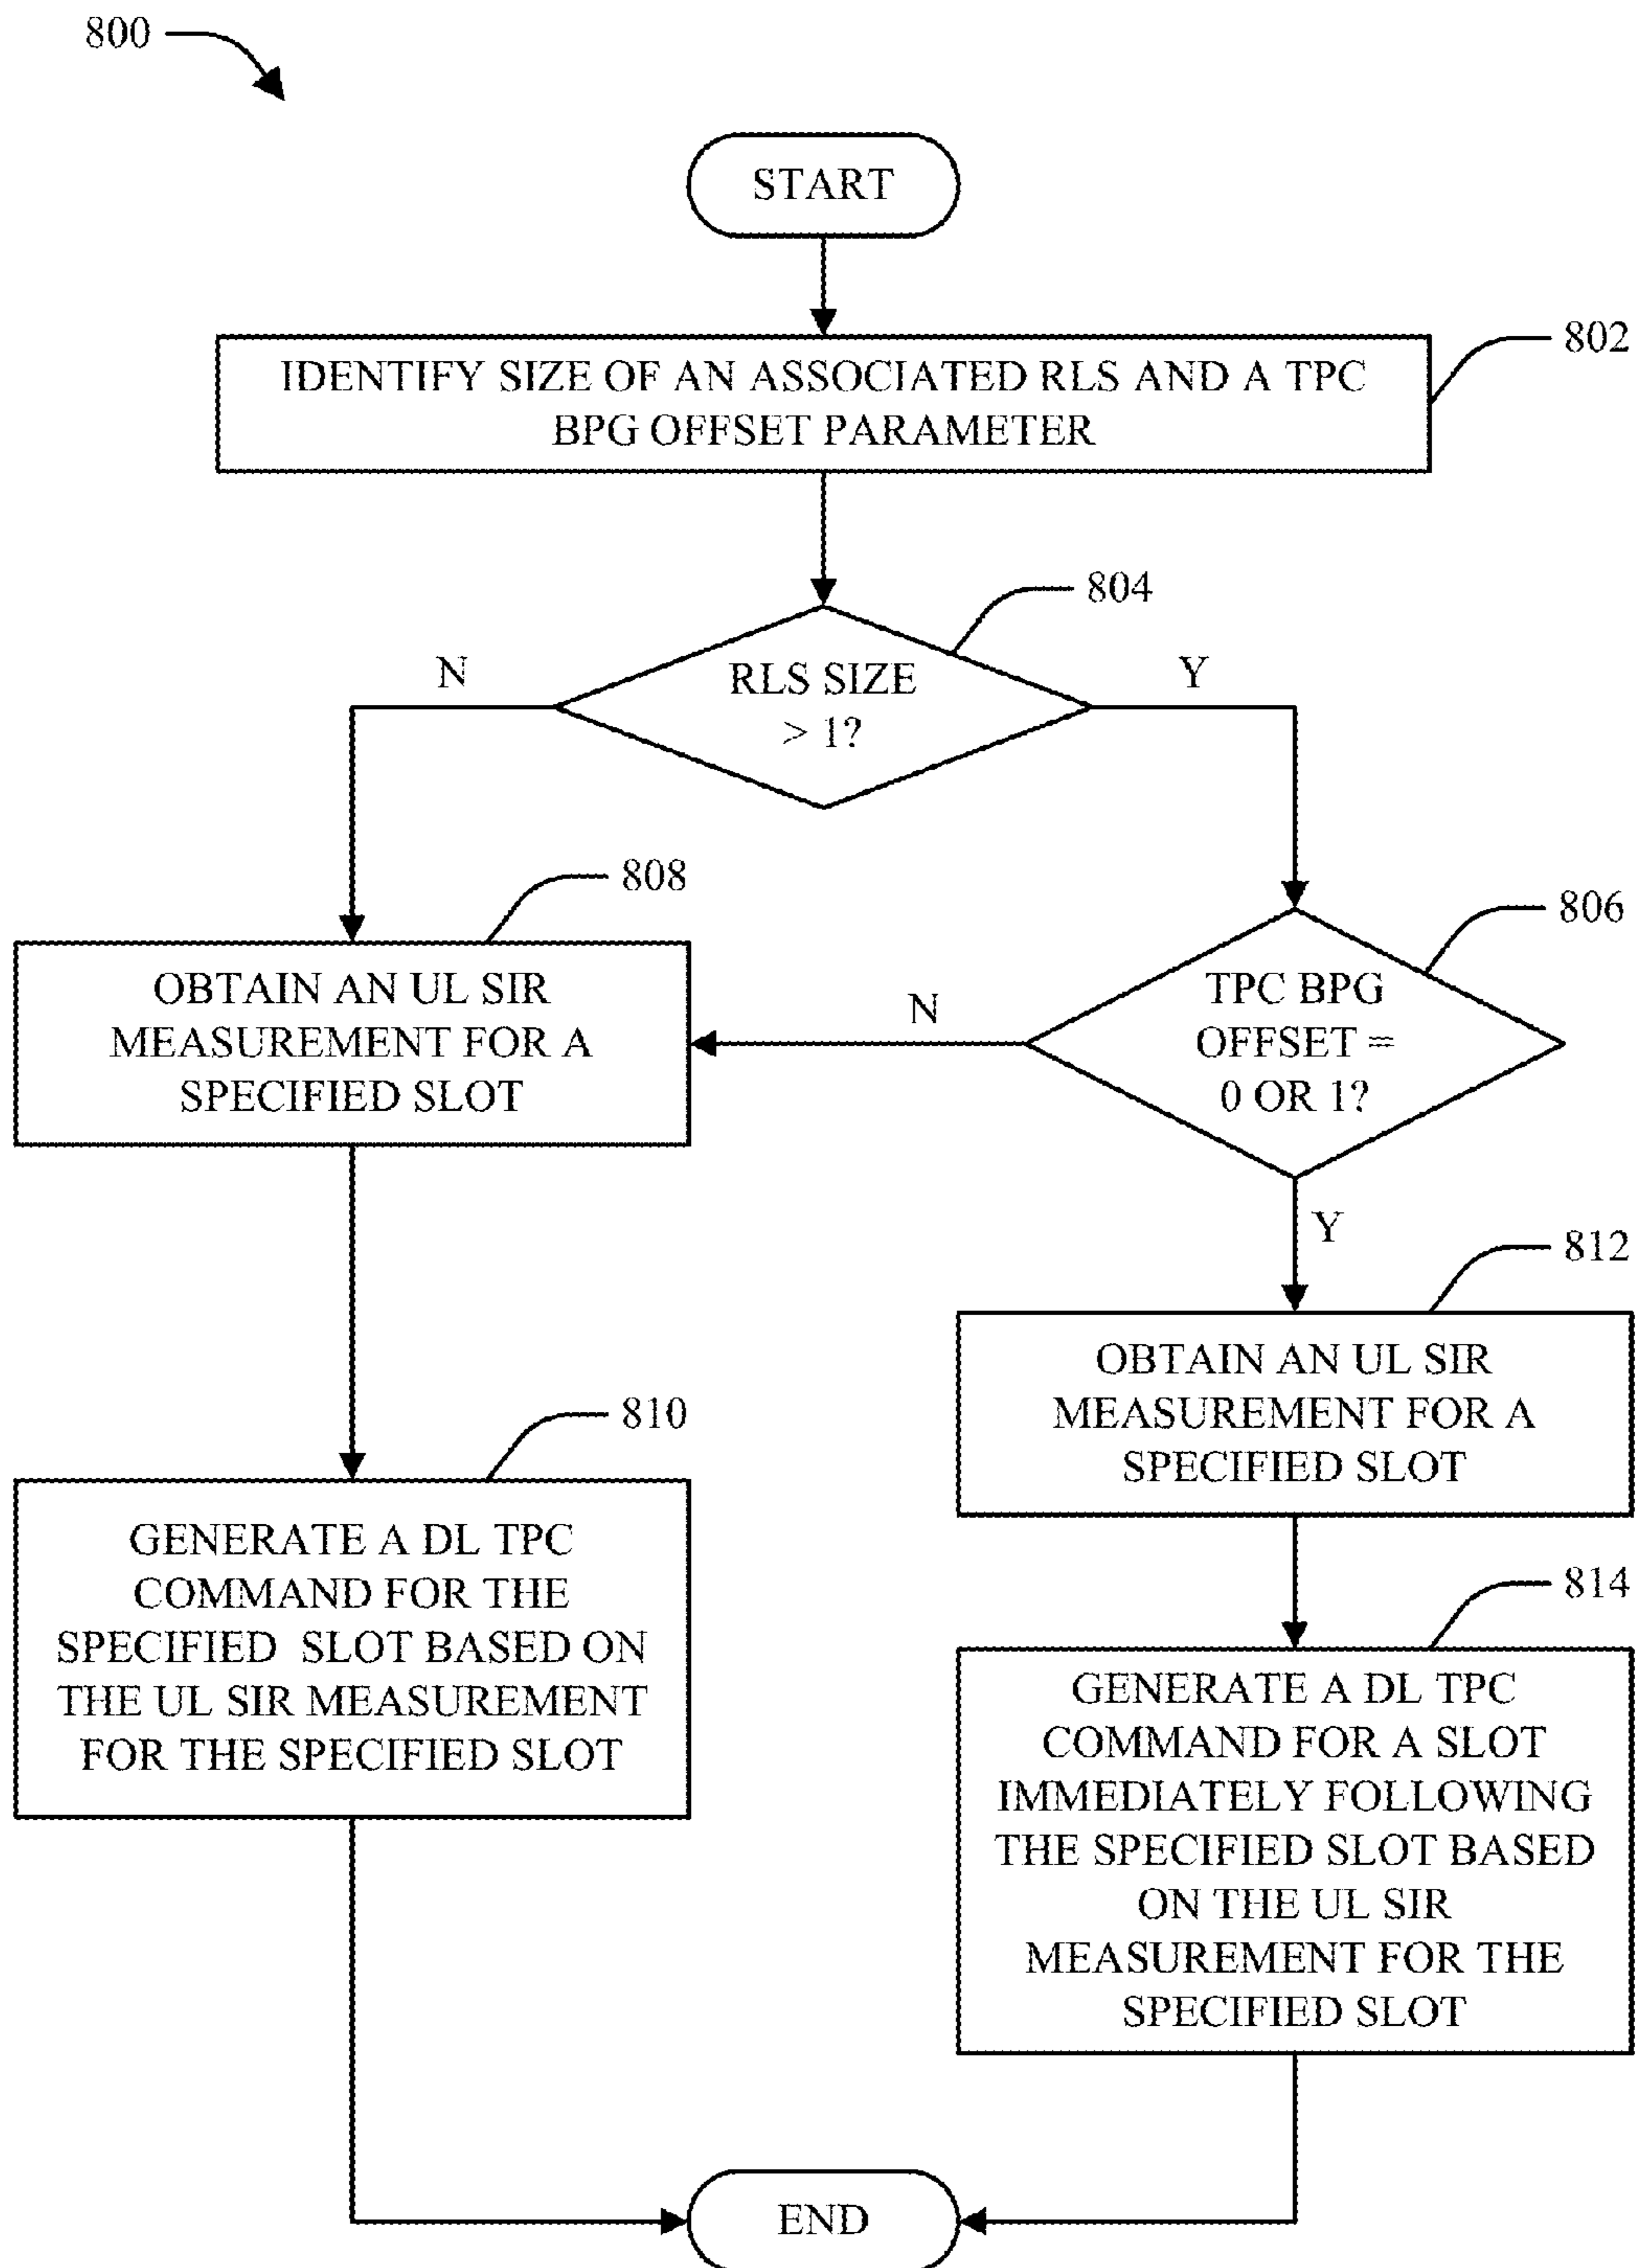 800
START
802
IDENTIFY SIZE OF AN ASSOCIATED RLS AND A TPC
BPG OFFSET PARAMETER
804
N
RLS SIZE
> 1?
Y
808
806
OBTAIN AN UL SIR
MEASUREMENT FOR A
SPECIFIED SLOT
N
TPC BPG
OFFSET =
0 OR 1?
Y
812
OBTAIN AN UL SIR
MEASUREMENT FOR A
SPECIFIED SLOT
810
GENERATE A DL TPC
COMMAND FOR THE
SPECIFIED SLOT BASED ON
THE UL SIR MEASUREMENT
FOR THE SPECIFIED SLOT
814
GENERATE A DL TPC
COMMAND FOR A SLOT
IMMEDIATELY FOLLOWING
THE SPECIFIED SLOT BASED
ON THE UL SIR
MEASUREMENT FOR THE
SPECIFIED SLOT
END